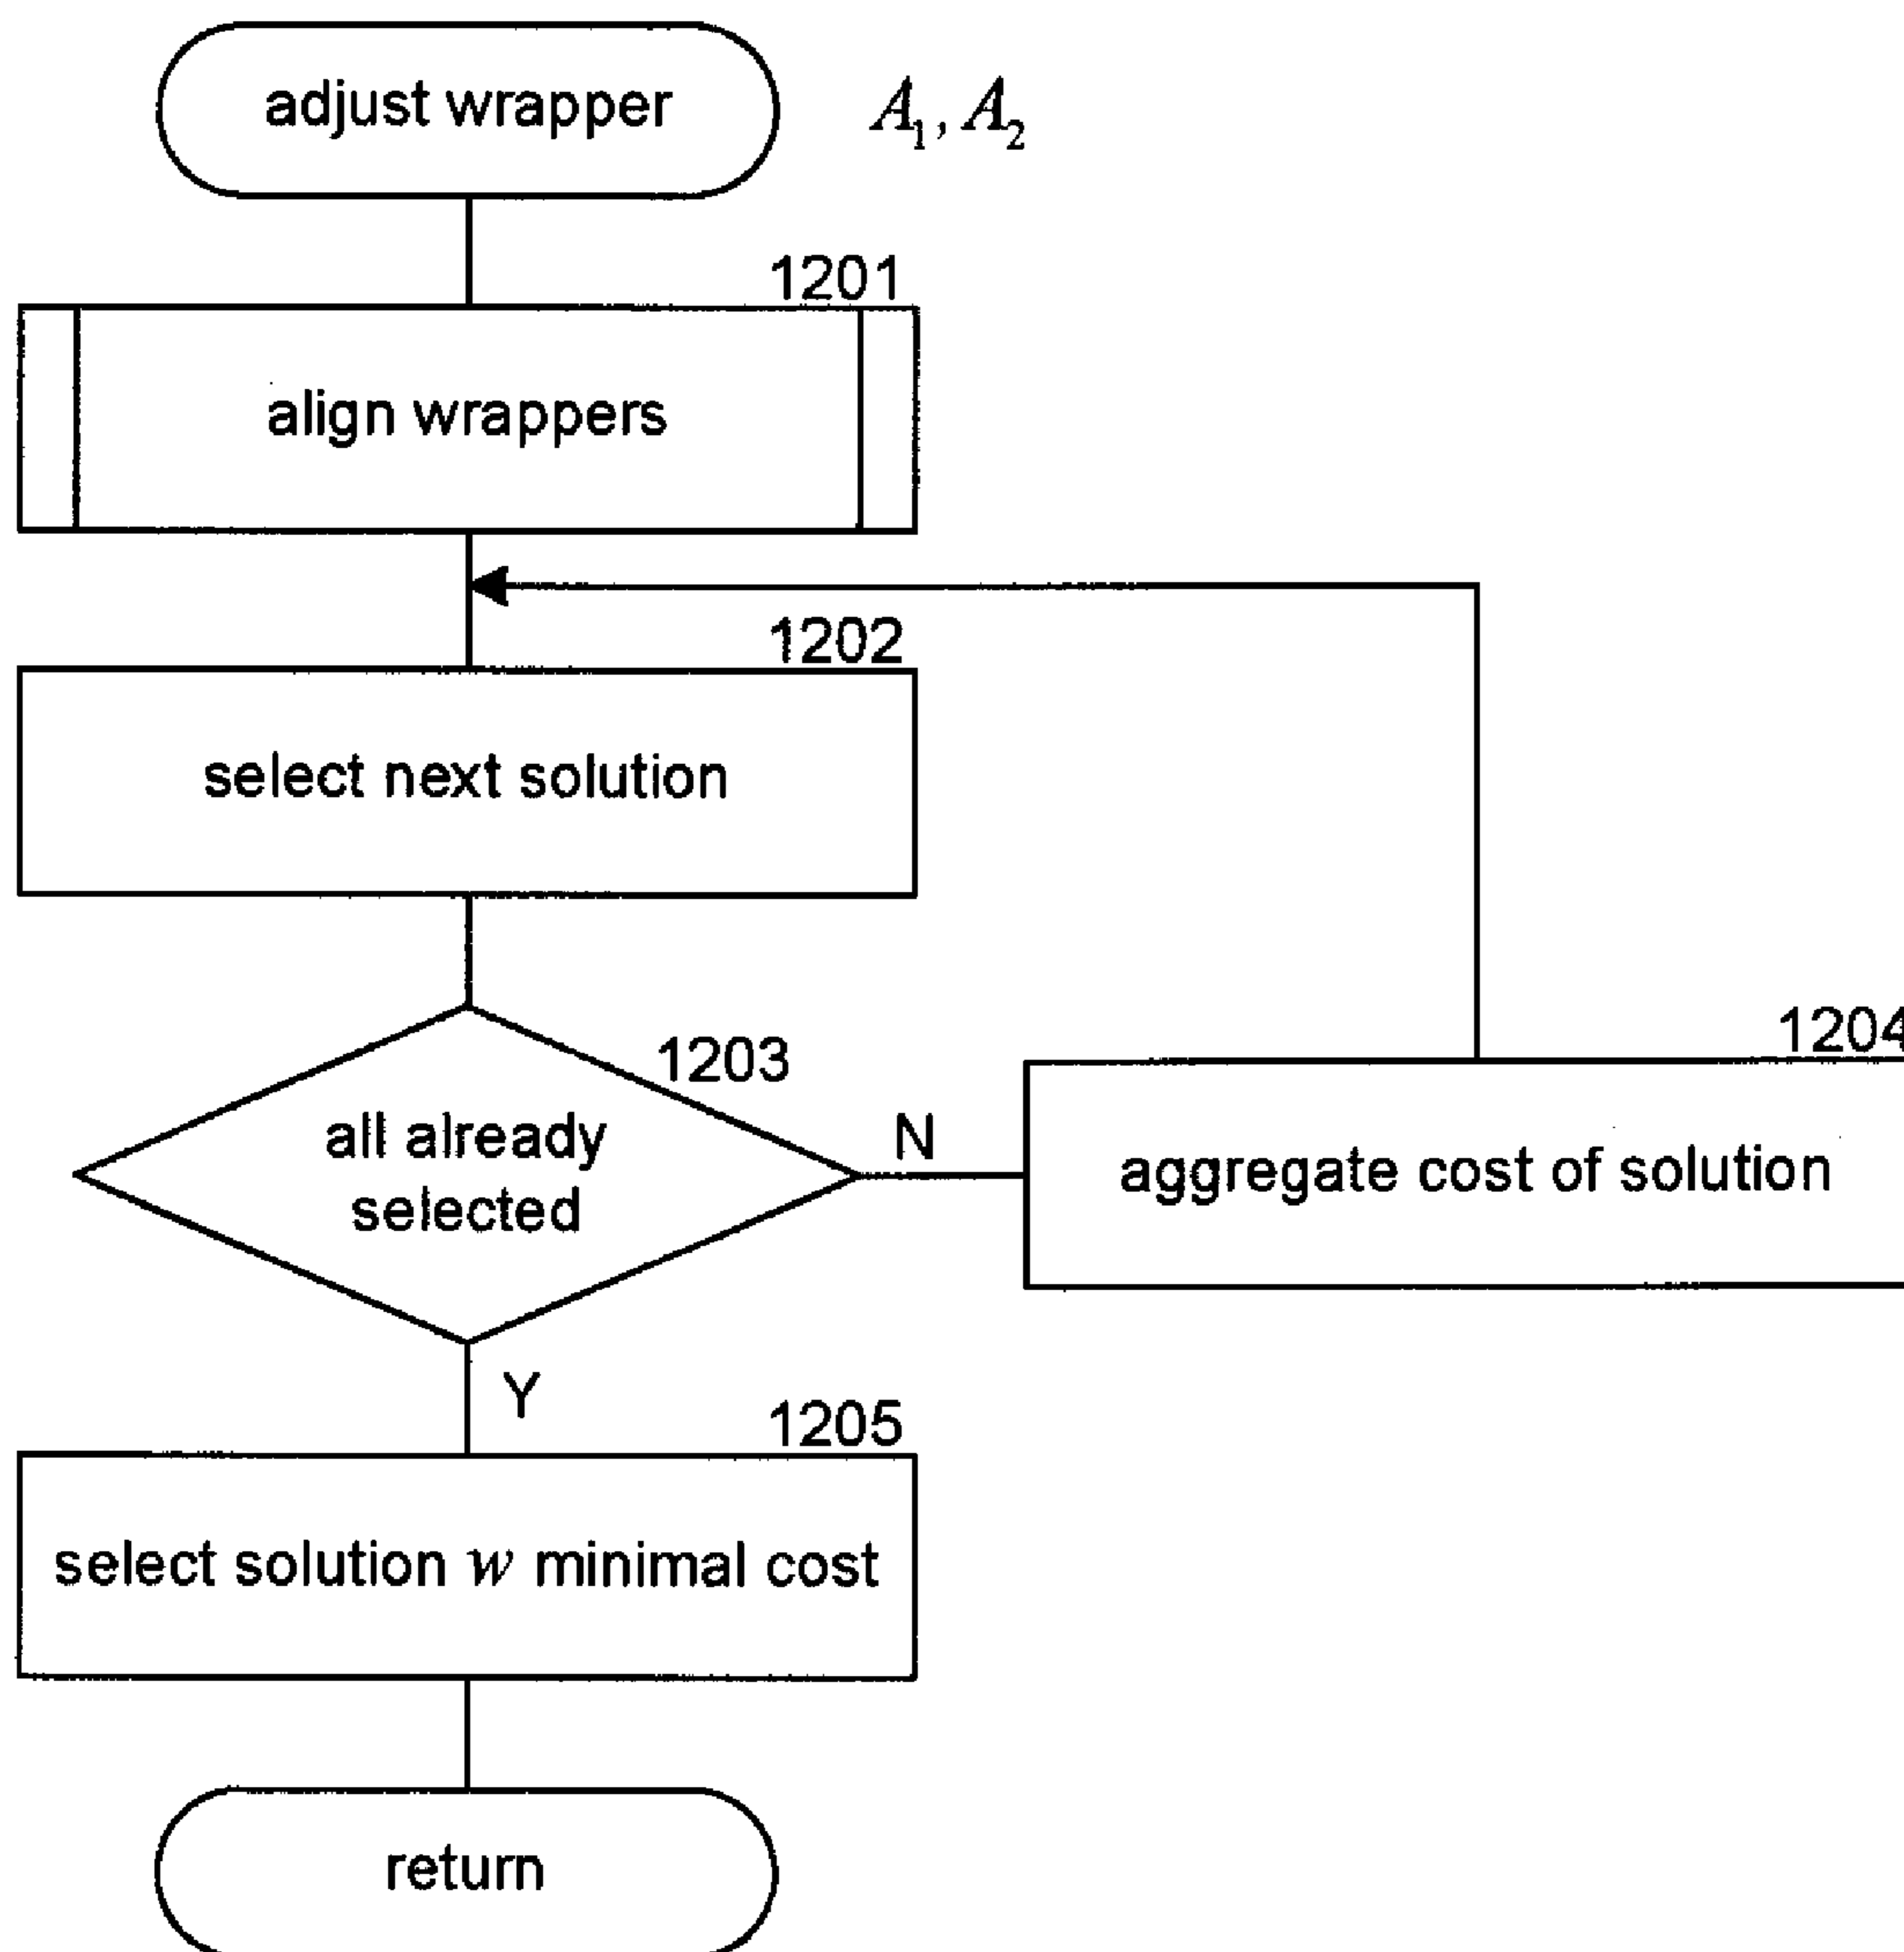 adjust wrapper
A₁, A₂
1201
align wrappers
1202
select next solution
1203
all already
selected
N
1204
aggregate cost of solution
Y
1205
select solution w minimal cost
return